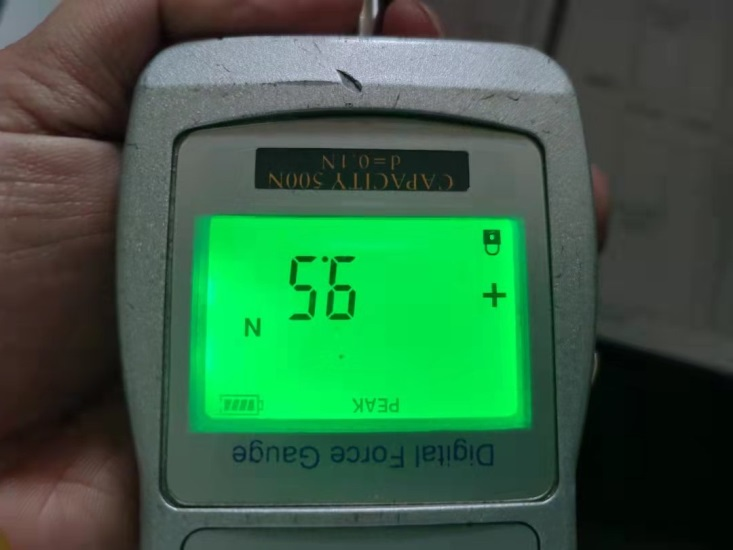 Digital Force Gauge
PEAK
+ 9.5 N
CAPACITY 500N
d=0.1N